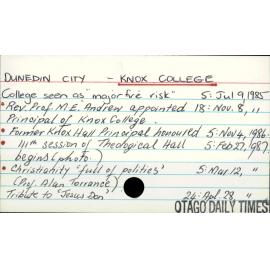 DUNEDIN CITY - KNOX COLLEGE
College seen as "major fire risk" 5: Jul 9, 1985
• Rev. Prof. M.E. Andrew appointed 18: Nov. 8, "
Principal of Knox College.
• Former Knox Hall Principal honoured 5: Nov 4, 1986.
• 111th session of Theological Hall 5: Feb 27, 1987
begins (photo)
• Christianity "full of politics" 5: Mar 12, "
(Prof. Alan Torrance)
Tribute to "Jesus Don" 24: Apl. 28, "
OTAGO DAILY TIMES